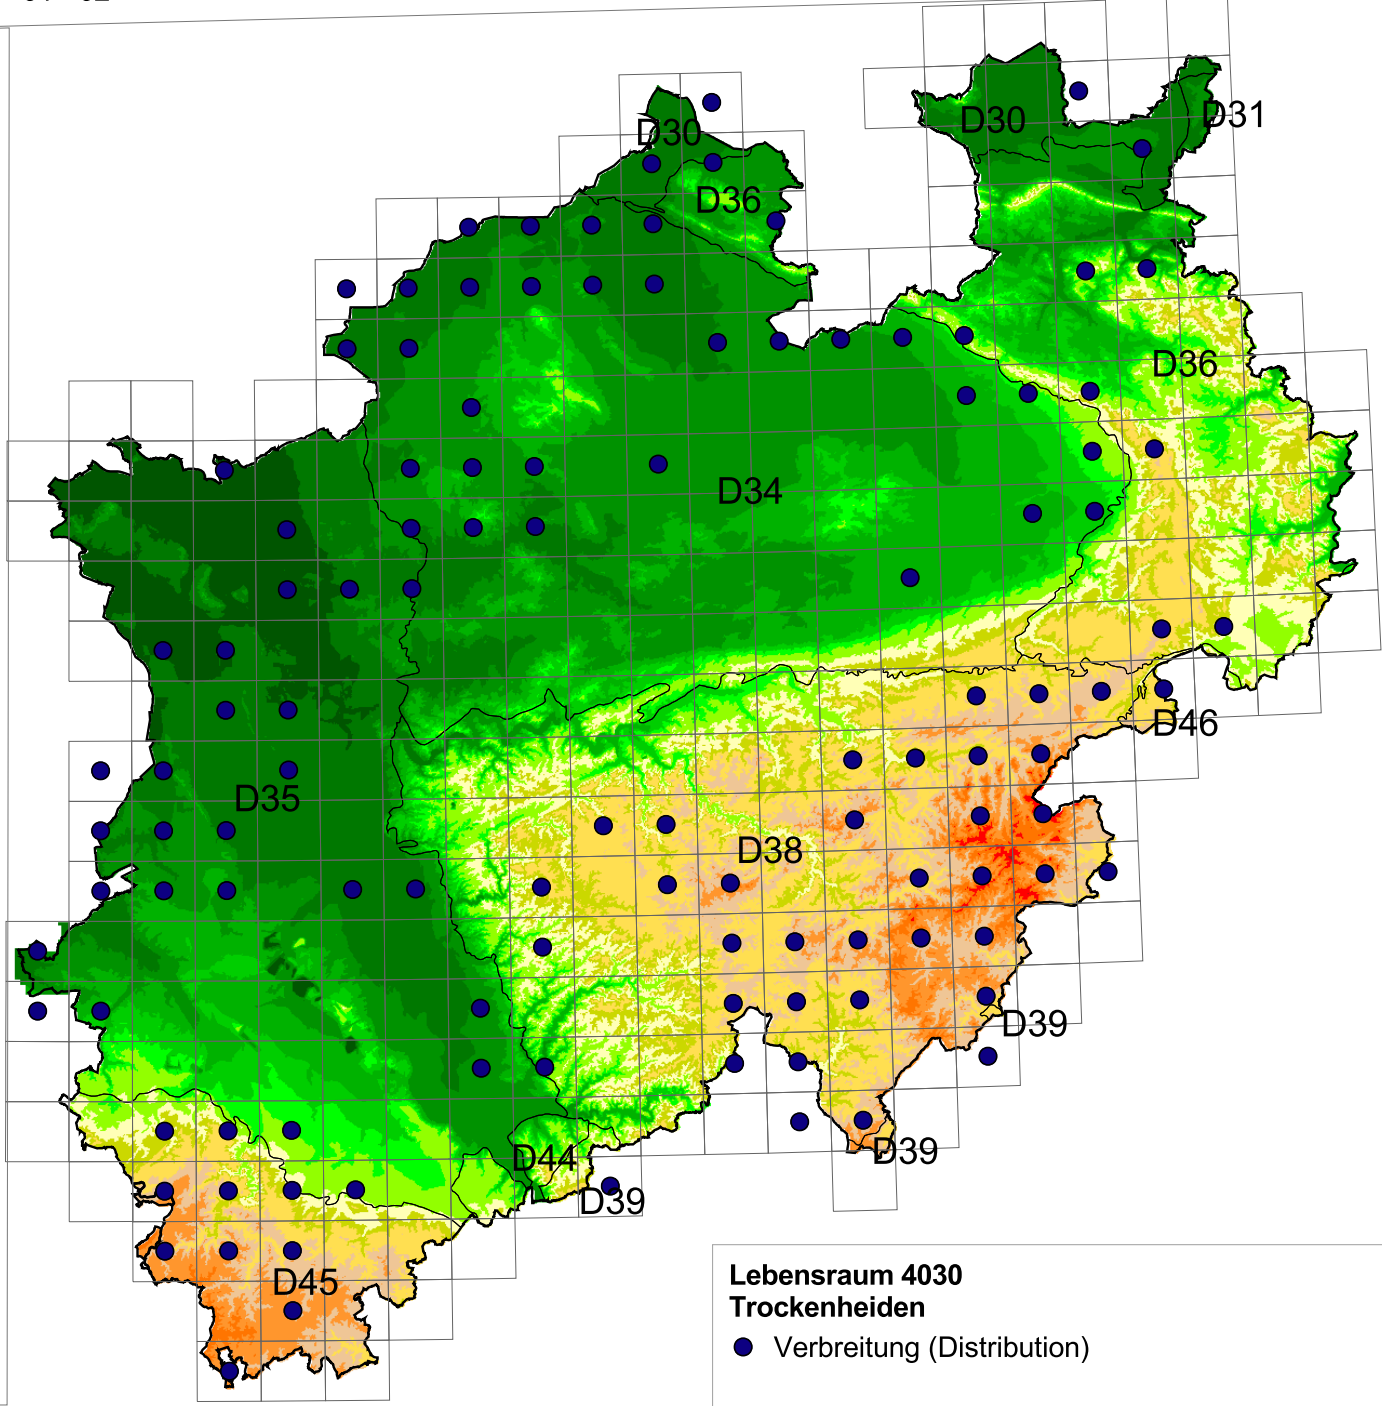 D30
D31
D30
D36
D36
D34
D46
D35
D38
D39
D44
D39
D39
D45
Lebensraum 4030
Trockenheiden
Verbreitung (Distribution)